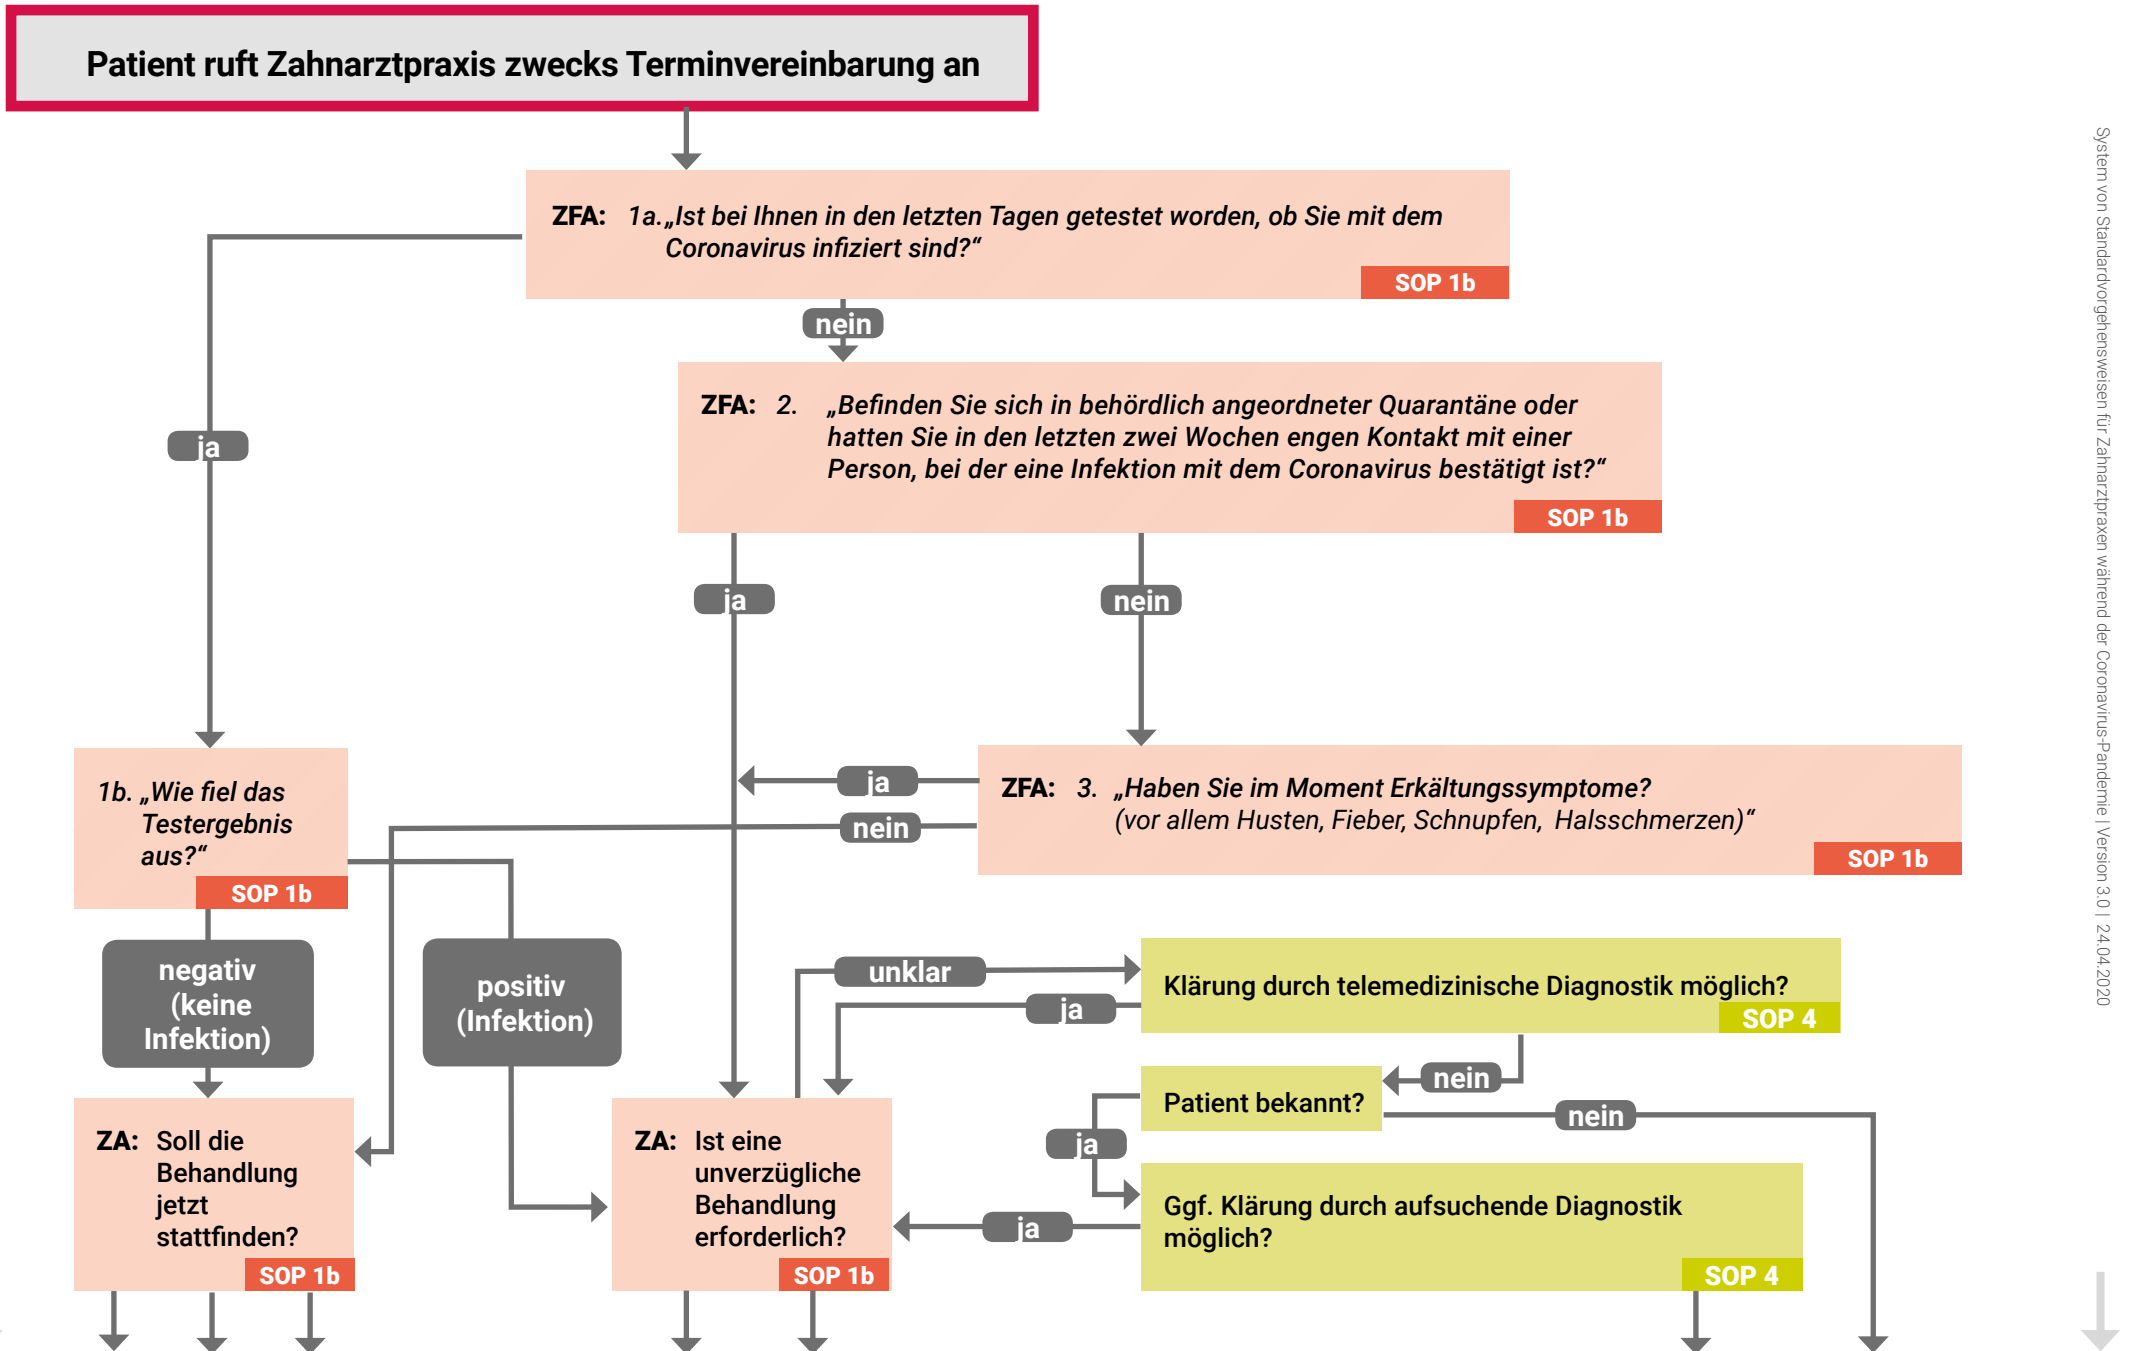 Patient ruft Zahnarztpraxis zwecks Terminvereinbarung an
ZFA: 1a. „Ist bei Ihnen in den letzten Tagen getestet worden, ob Sie mit dem
Coronavirus infiziert sind?“
SOP 1b
nein
ja
ZFA: 2. „Befinden Sie sich in behördlich angeordneter Quarantäne oder
hatten Sie in den letzten zwei Wochen engen Kontakt mit einer
Person, bei der eine Infektion mit dem Coronavirus bestätigt ist?“
SOP 1b
ja
nein
1b. „Wie fiel das
Testergebnis
aus?“
SOP 1b
ja
nein
ZFA: 3. „Haben Sie im Moment Erkältungssymptome?
(vor allem Husten, Fieber, Schnupfen, Halsschmerzen)“
SOP 1b
negativ
(keine
Infektion)
positiv
(Infektion)
unklar
ja
Klärung durch telemedizinische Diagnostik möglich?
SOP 4
nein
Patient bekannt?
nein
ja
ZA: Soll die
Behandlung
jetzt
stattfinden?
SOP 1b
ZA: Ist eine
unverzügliche
Behandlung
erforderlich?
SOP 1b
ja
Ggf. Klärung durch aufsuchende Diagnostik
möglich?
SOP 4
System von Standardvorgehensweisen für Zahnarztpraxen während der Coronavirus-Pandemie | Version 3.0 | 24.04.2020